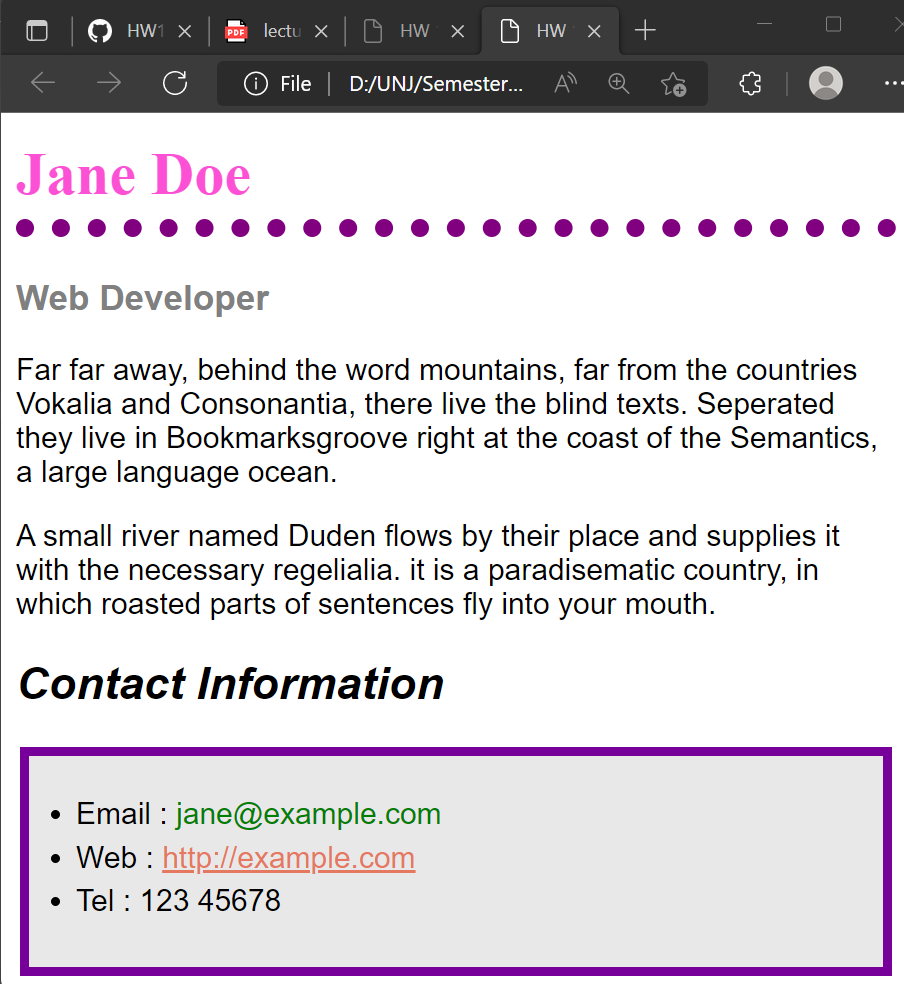 HW1
PDF
lectu
HW
HW
File
D:/UNJ/Semester...
Jane Doe
Web Developer
Far far away, behind the word mountains, far from the countries
Vokalia and Consonantia, there live the blind texts. Seperated
they live in Bookmarksgroove right at the coast of the Semantics,
a large language ocean.
A small river named Duden flows by their place and supplies it
with the necessary regelialia. it is a paradisematic country, in
which roasted parts of sentences fly into your mouth.
Contact Information
• Email : jane@example.com
• Web : http://example.com
• Tel : 123 45678